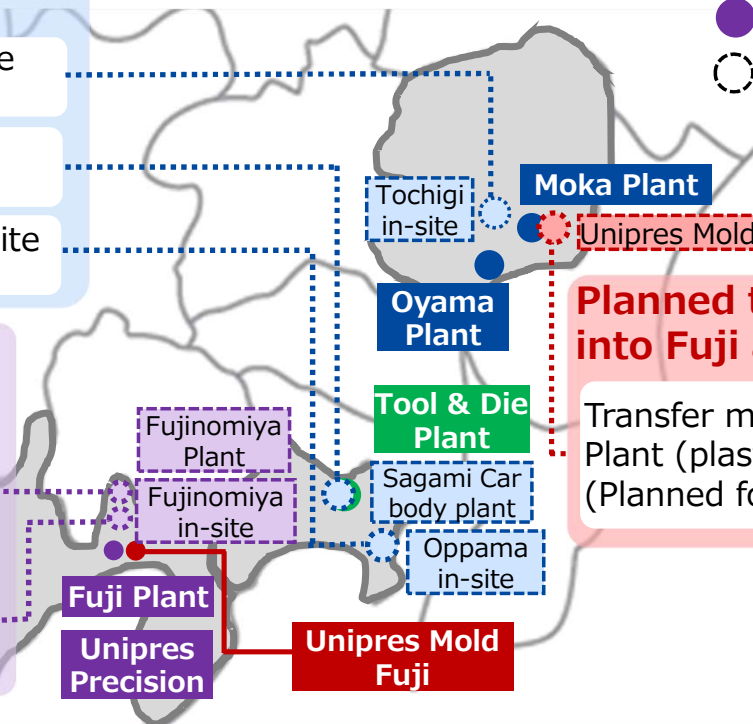 e
ite
Tochigi
in-site
Moka Plant
Unipres Mold
Oyama
Plant
Planned t
into Fuji
Transfer m
Plant (plas
(Planned fo
Tool & Die
Plant
Fujinomiya
Plant
Sagami Car
body plant
Fujinomiya
in-site
Oppama
in-site
Fuji Plant
Unipres
Precision
Unipres Mold
Fuji